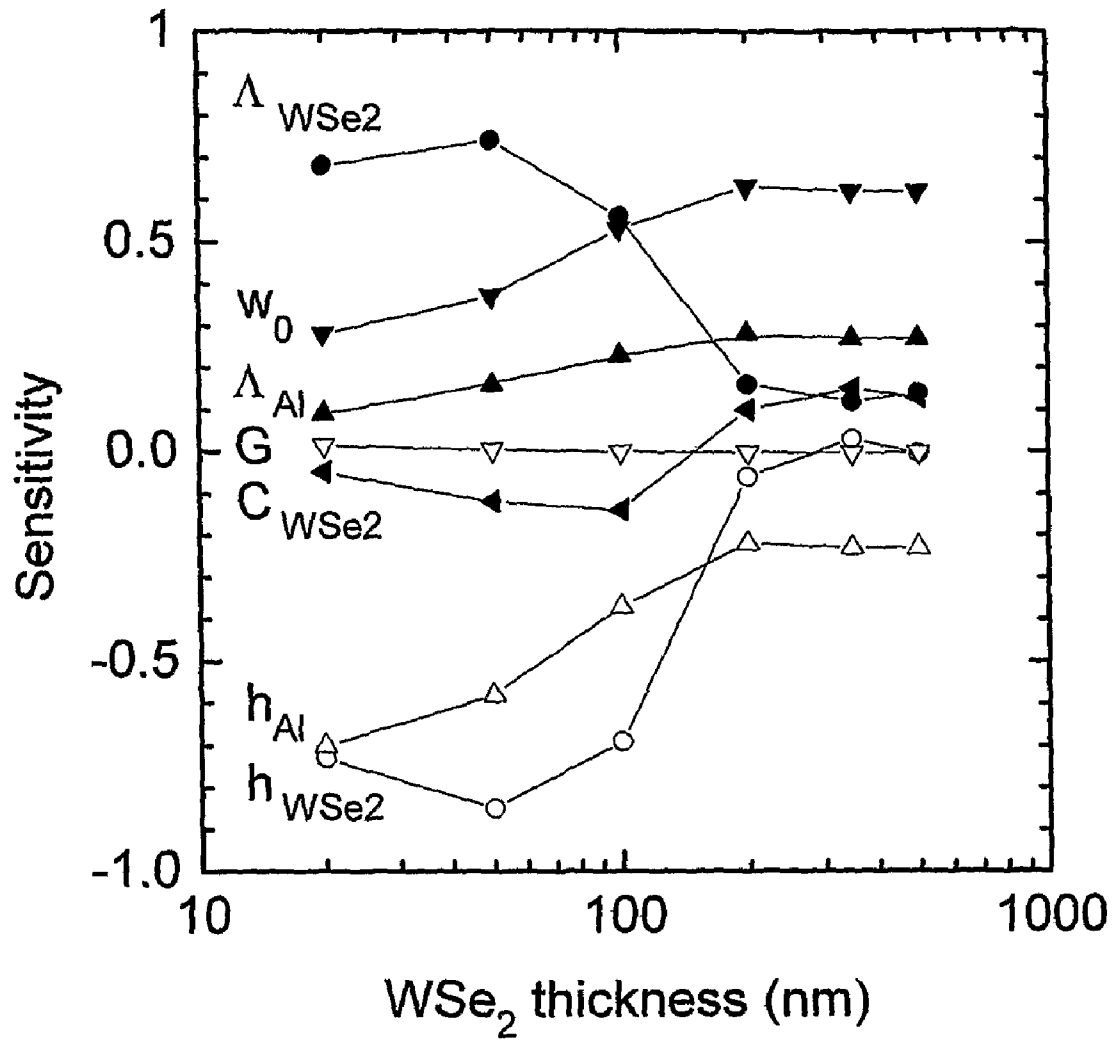 1
Λ WSe2
0.5
w0
Λ Al
0.0
G
C WSe2
Sensitivity
-0.5
h Al
h WSe2
-1.0
10 100 1000
WSe2 thickness (nm)